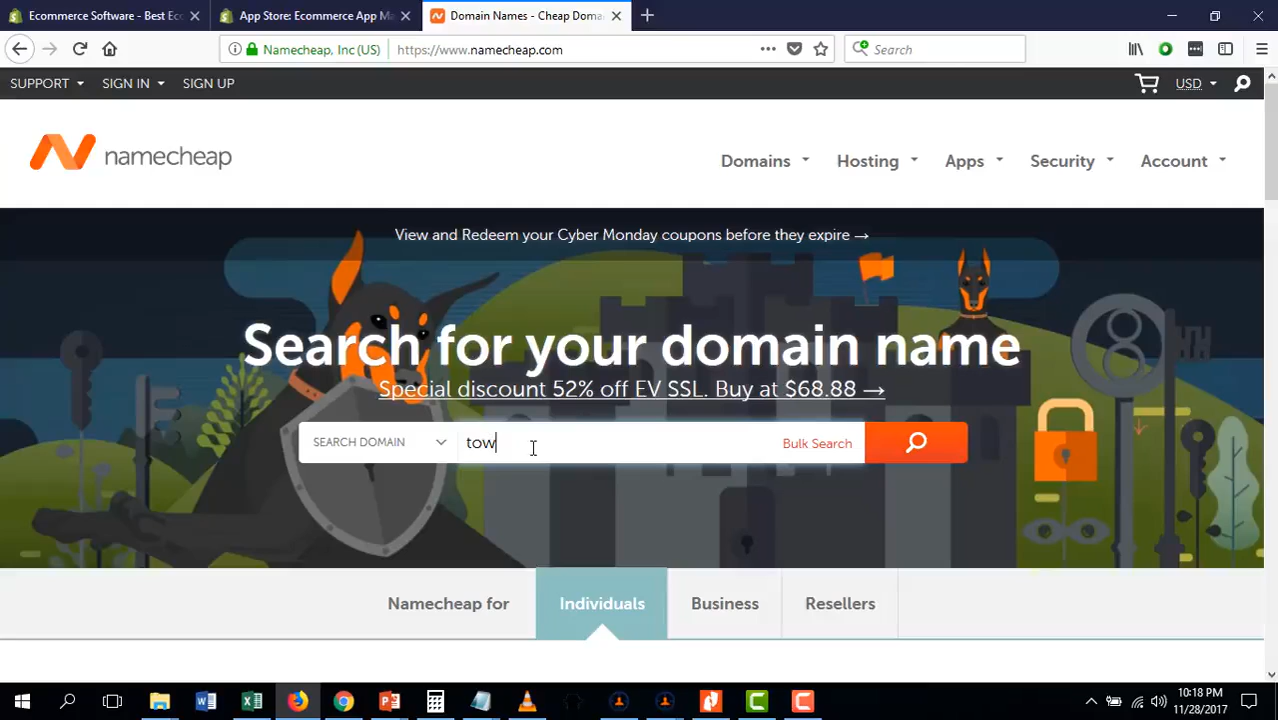 Ecommerce Software - Best Ec
App Store: Ecommerce App Ma
Domain Names - Cheap Doma
Namecheap, Inc (US)
https://www.namecheap.com
Search
SUPPORT
SIGN IN
SIGN UP
USD
namecheap
Domains
Hosting
Apps
Security
Account
View and Redeem your Cyber Monday coupons before they expire →
Search for your domain name
Special discount 52% off EV SSL. Buy at $68.88 →
SEARCH DOMAIN
tow
Bulk Search
Namecheap for
Individuals
Business
Resellers
10:18 PM
11/28/2017